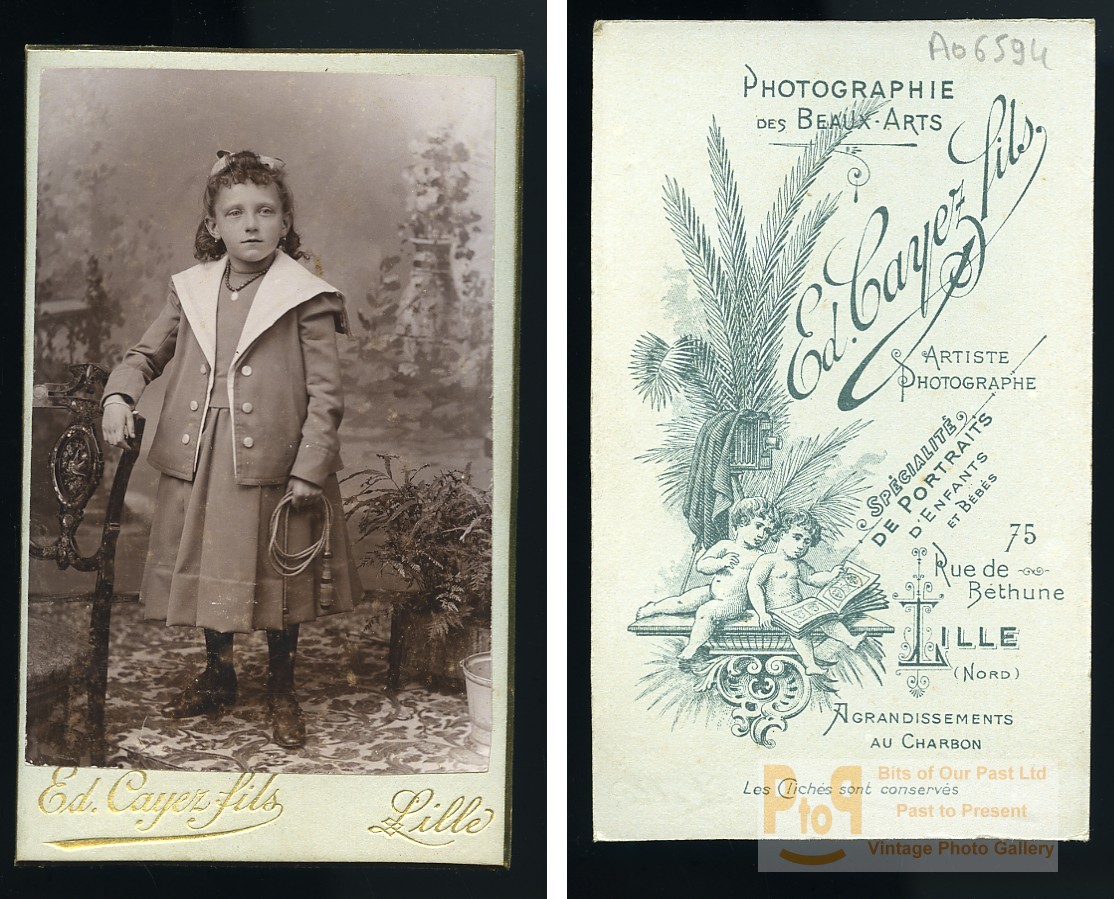 Ed. Cayez fils
Lille
A06594
PHOTOGRAPHIE
DES BEAUX-ARTS
Ed. Cayez fils.
ARTISTE
PHOTOGRAPHE
SPÉCIALITÉ
DE PORTRAITS
D'ENFANTS
ET BÉBÉS
75
Rue de
Béthune
LILLE
(NORD)
AGRANDISSEMENTS
AU CHARBON
Les Clichés sont conservés
PtoP
Bits of Our Past Ltd
Past to Present
Vintage Photo Gallery